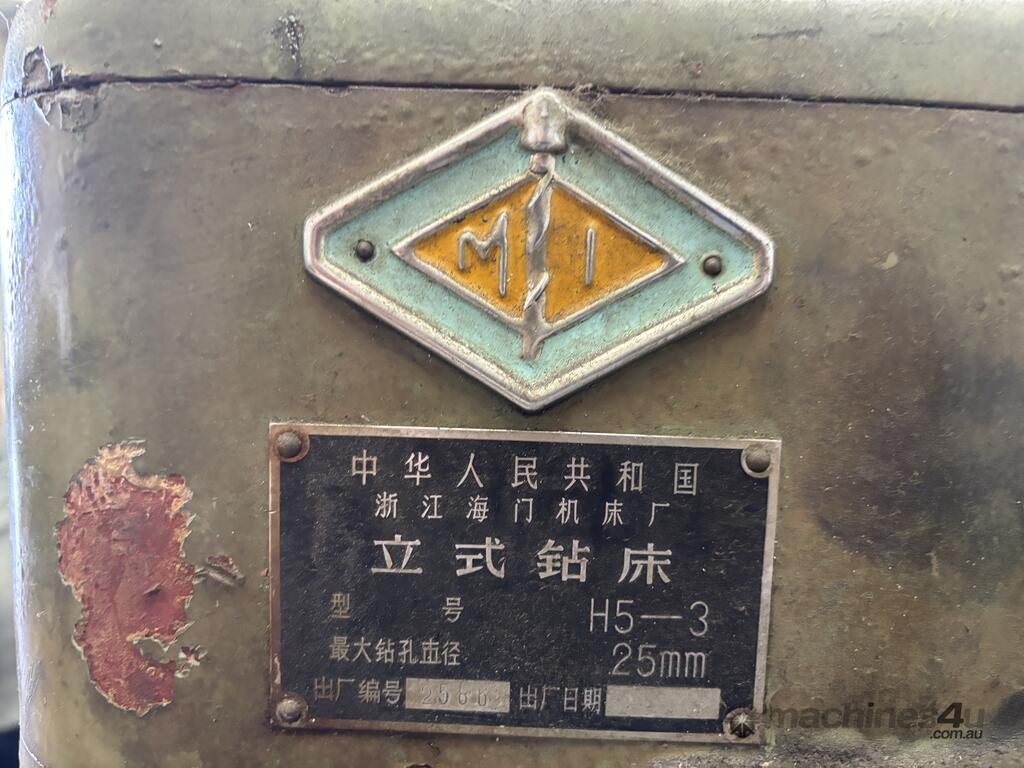 M I
中华人民共和国
浙江海门机床厂
立式钻床
型 号 H5—3
最大钻孔直径 25mm
出厂编号 出厂日期
machines4u
.com.au